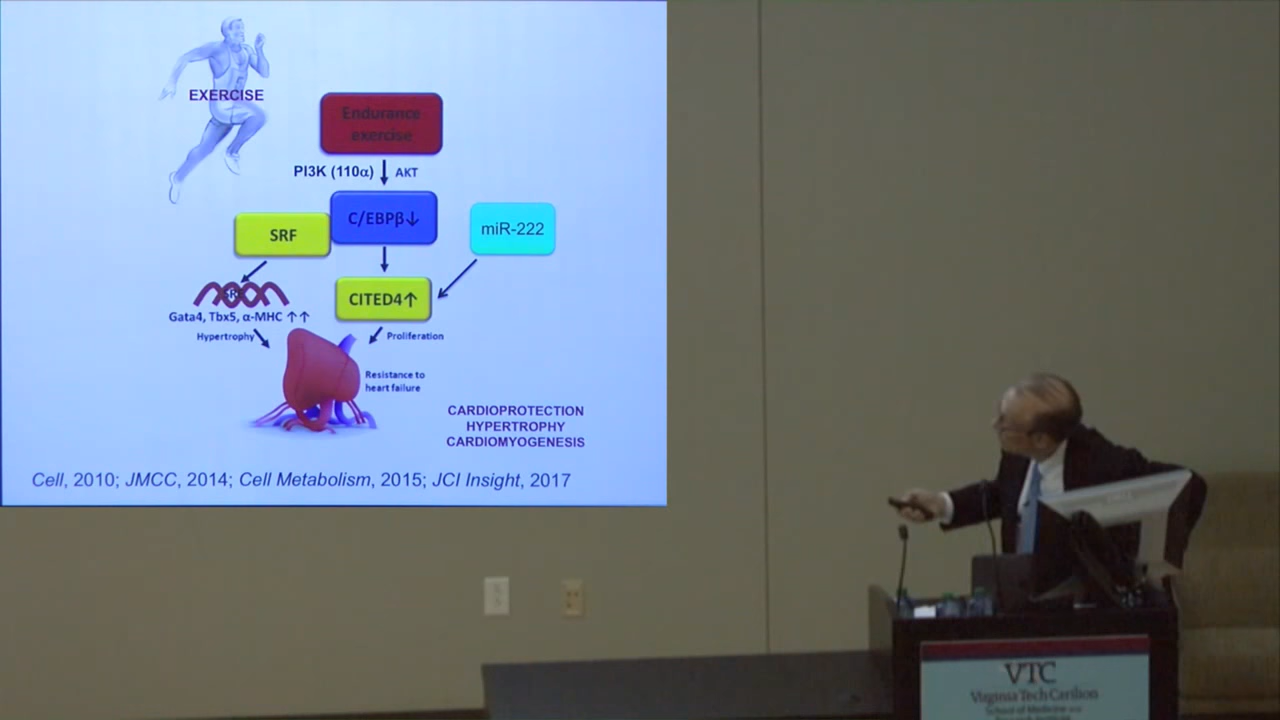 EXERCISE
Endurance
exercise
PI3K (110α) AKT
C/EBPβ↓
SRF
miR-222
CITED4↑
Gata4, Tbx5, α-MHC ↑↑
Hypertrophy
Proliferation
Resistance to
heart failure
CARDIOPROTECTION
HYPERTROPHY
CARDIOMYOGENESIS
Cell, 2010; JMCC, 2014; Cell Metabolism, 2015; JCI Insight, 2017
VTC
Virginia Tech Carilion
School of Medicine and